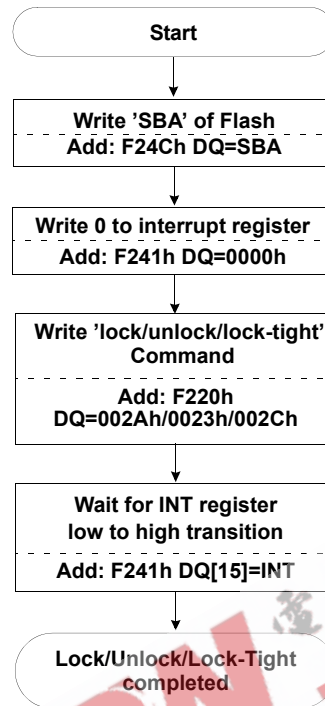 Start
Write ’SBA’ of Flash
Add: F24Ch DQ=SBA
Write 0 to interrupt register
Add: F241h DQ=0000h
Write ’lock/unlock/lock-tight’
Command
Add: F220h
DQ=002Ah/0023h/002Ch
Wait for INT register
low to high transition
Add: F241h DQ[15]=INT
Lock/Unlock/Lock-Tight
completed